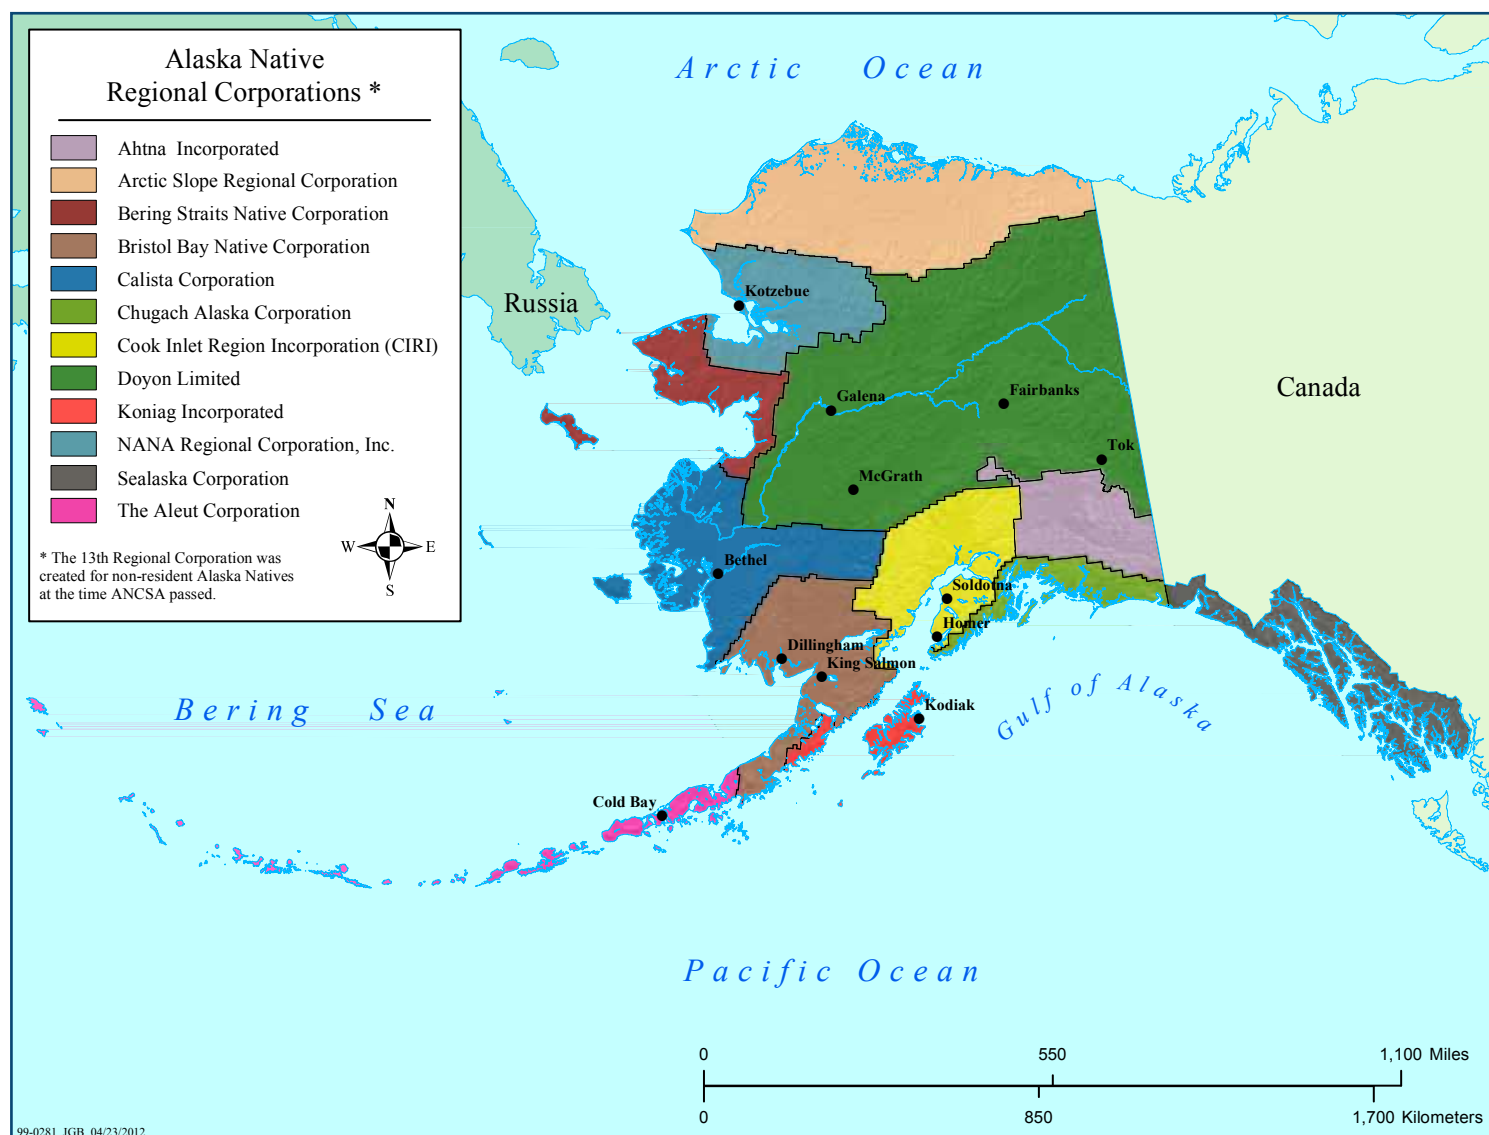 Alaska Native
Regional Corporations *
Ahtna Incorporated
Arctic Slope Regional Corporation
Bering Straits Native Corporation
Bristol Bay Native Corporation
Calista Corporation
Chugach Alaska Corporation
Cook Inlet Region Incorporation (CIRI)
Doyon Limited
Koniag Incorporated
NANA Regional Corporation, Inc.
Sealaska Corporation
The Aleut Corporation
* The 13th Regional Corporation was
created for non-resident Alaska Natives
at the time ANCSA passed.
N
W E
S
Arctic Ocean
Russia
Kotzebue
Canada
Galena
Fairbanks
Tok
McGrath
Bethel
Soldotna
Homer
Dillingham
King Salmon
Kodiak
Bering Sea
Gulf of Alaska
Cold Bay
Pacific Ocean
0 550 1,100 Miles
0 850 1,700 Kilometers
99-0281 JGB 04/23/2012